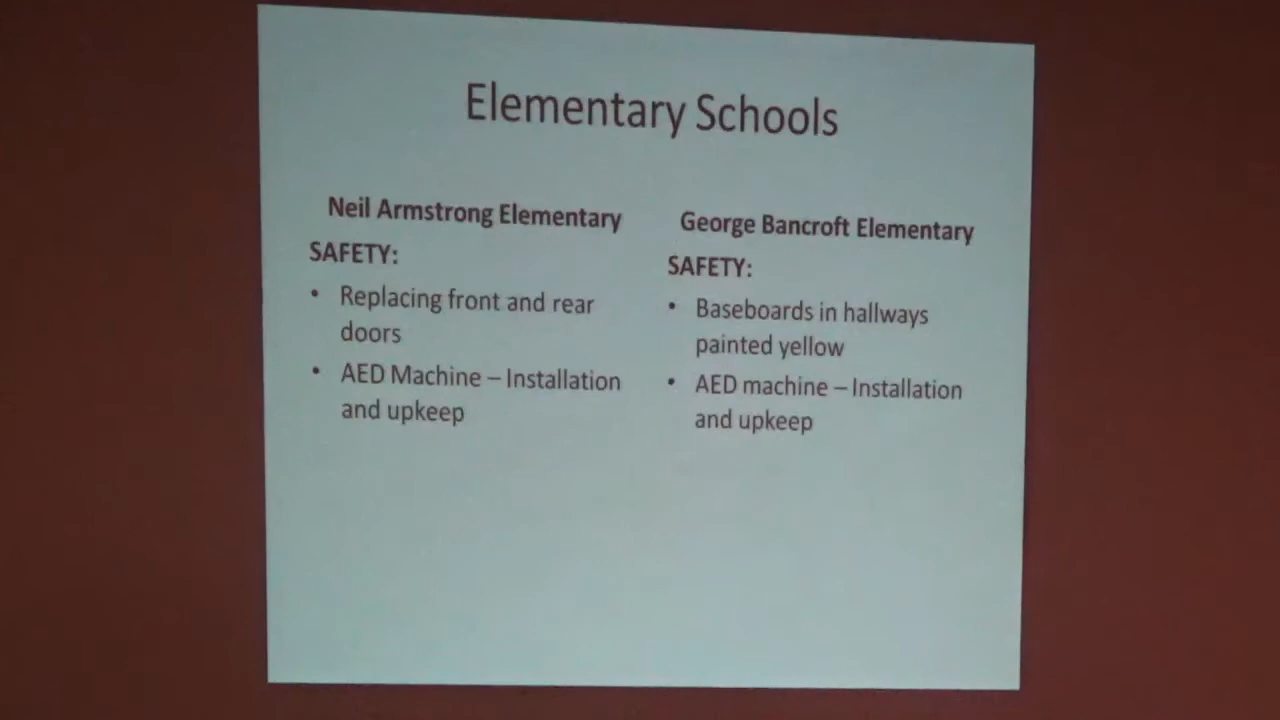 Elementary Schools
Neil Armstrong Elementary
SAFETY:
• Replacing front and rear
doors
• AED Machine – Installation
and upkeep
George Bancroft Elementary
SAFETY:
• Baseboards in hallways
painted yellow
• AED machine – Installation
and upkeep